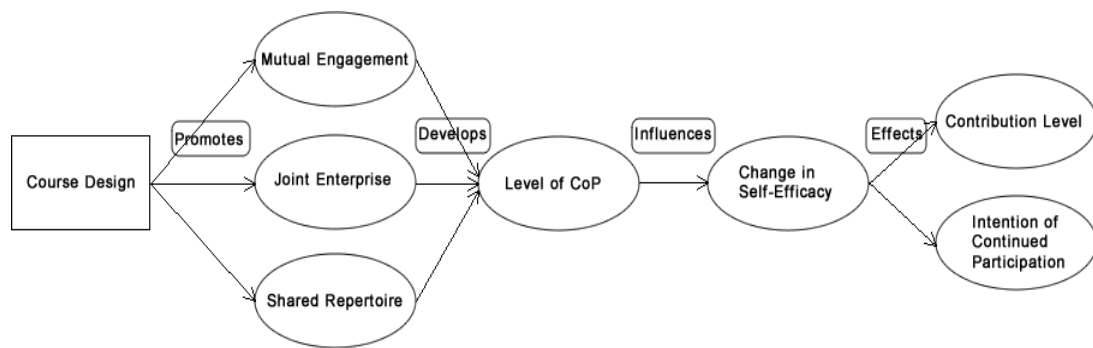 Mutual Engagement
Promotes
Develops
Influences
Effects
Contribution Level
Course Design
Joint Enterprise
Level of CoP
Change in
Self-Efficacy
Intention of
Continued
Participation
Shared Repertoire